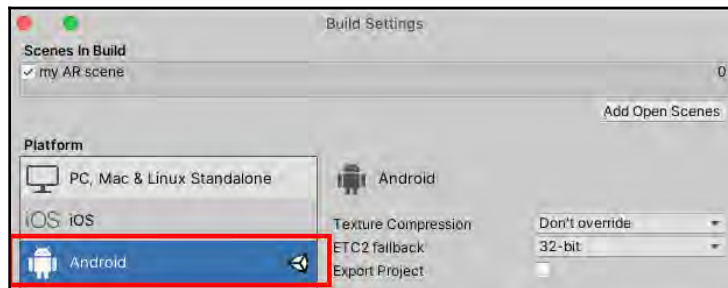 Build Settings
Scenes In Build
my AR scene 0
Add Open Scenes
Platform
PC, Mac & Linux Standalone
Android
iOS iOS
Texture Compression Don't override
ETC2 fallback 32-bit
Android
Export Project